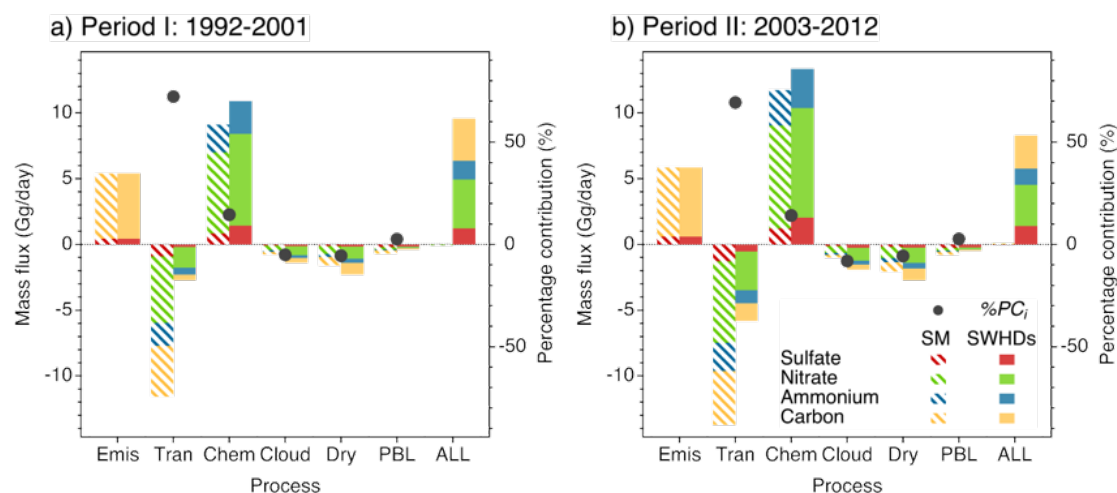 a) Period I: 1992-2001
b) Period II: 2003-2012
Mass flux (Gg/day)
10
5
0
-5
-10
50
0
-50
Percentage contribution (%)
Emis Tran Chem Cloud Dry PBL ALL
Process
Mass flux (Gg/day)
10
5
0
-5
-10
50
0
-50
Percentage contribution (%)
%PCi
SM SWHDs
Sulfate
Nitrate
Ammonium
Carbon
Emis Tran Chem Cloud Dry PBL ALL
Process